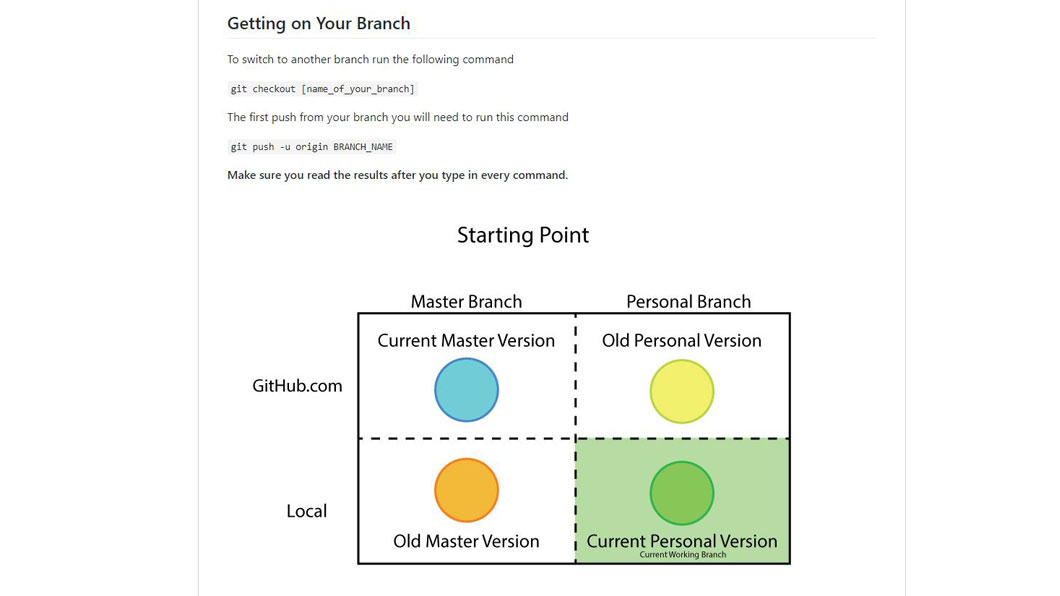 Getting on Your Branch
To switch to another branch run the following command
git checkout [name_of_your_branch]
The first push from your branch you will need to run this command
git push -u origin BRANCH_NAME
Make sure you read the results after you type in every command.
Starting Point
Master Branch
Personal Branch
Current Master Version
Old Personal Version
GitHub.com
Local
Old Master Version
Current Personal Version
Current Working Branch